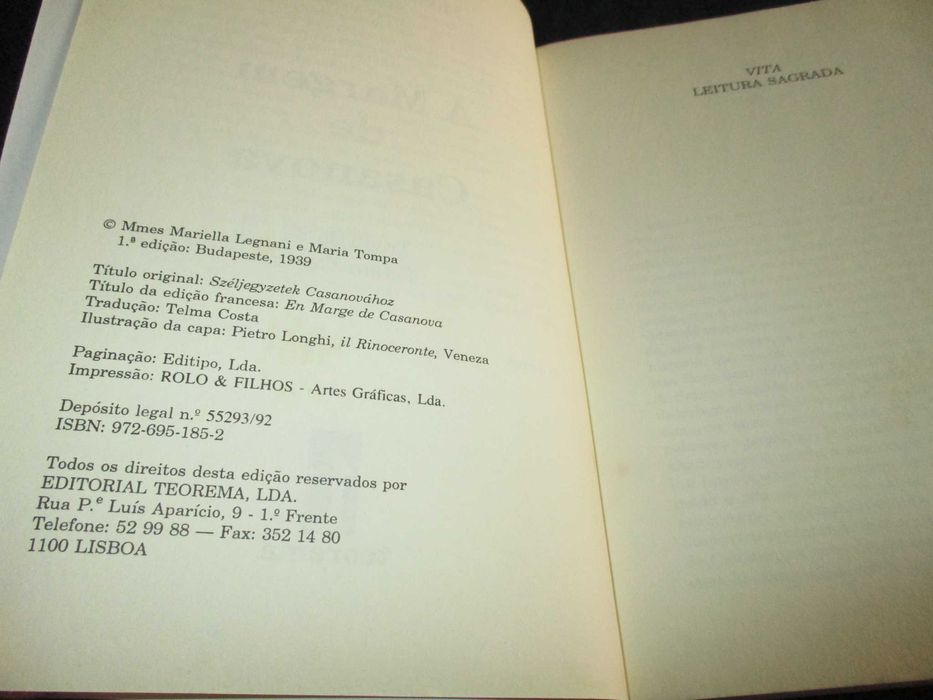 © Mmes Mariella Legnani e Maria Tompa
1.ª edição: Budapeste, 1939
Título original: Széljegyzetek Casanovához
Título da edição francesa: En Marge de Casanova
Tradução: Telma Costa
Ilustração da capa: Pietro Longhi, il Rinoceronte, Veneza
Paginação: Editipo, Lda.
Impressão: ROLO & FILHOS - Artes Gráficas, Lda.
Depósito legal n.º 55293/92
ISBN: 972-695-185-2
Todos os direitos desta edição reservados por
EDITORIAL TEOREMA, LDA.
Rua P.e Luís Aparício, 9 - 1.º Frente
Telefone: 52 99 88 — Fax: 352 14 80
1100 LISBOA
VITA
LEITURA SAGRADA